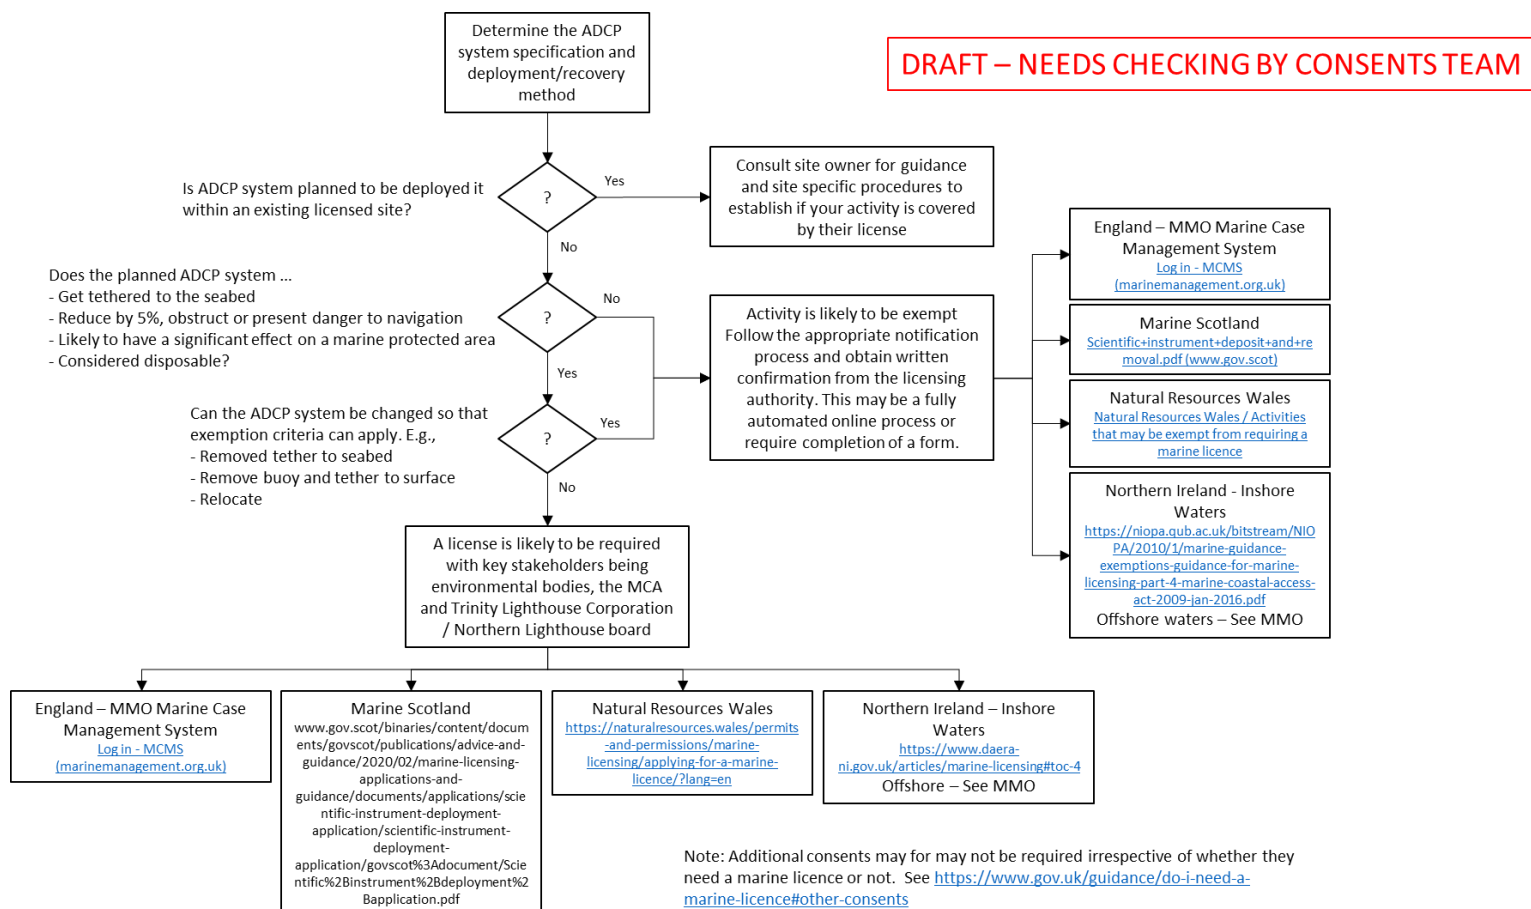 Determine the ADCP
system specification and
deployment/recovery
method
DRAFT – NEEDS CHECKING BY CONSENTS TEAM
Is ADCP system planned to be deployed it
within an existing licensed site?
?
Yes
Consult site owner for guidance
and site specific procedures to
establish if your activity is covered
by their license
No
Does the planned ADCP system ...
- Get tethered to the seabed
- Reduce by 5%, obstruct or present danger to navigation
- Likely to have a significant effect on a marine protected area
- Considered disposable?
?
No
Yes
Activity is likely to be exempt
Follow the appropriate notification
process and obtain written
confirmation from the licensing
authority. This may be a fully
automated online process or
require completion of a form.
Can the ADCP system be changed so that
exemption criteria can apply. E.g.,
- Removed tether to seabed
- Remove buoy and tether to surface
- Relocate
?
Yes
No
England – MMO Marine Case
Management System
Log in - MCMS
(marinemanagement.org.uk)
Marine Scotland
Scientific+instrument+deposit+and+re
moval.pdf (www.gov.scot)
Natural Resources Wales
Natural Resources Wales / Activities
that may be exempt from requiring a
marine licence
Northern Ireland - Inshore
Waters
https://niopa.qub.ac.uk/bitstream/NIO
PA/2010/1/marine-guidance-
exemptions-guidance-for-marine-
licensing-part-4-marine-coastal-access-
act-2009-jan-2016.pdf
Offshore waters – See MMO
A license is likely to be required
with key stakeholders being
environmental bodies, the MCA
and Trinity Lighthouse Corporation
/ Northern Lighthouse board
England – MMO Marine Case
Management System
Log in - MCMS
(marinemanagement.org.uk)
Marine Scotland
www.gov.scot/binaries/content/docum
ents/govscot/publications/advice-and-
guidance/2020/02/marine-licensing-
applications-and-
guidance/documents/applications/scie
ntific-instrument-deployment-
application/scientific-instrument-
deployment-
application/govscot%3Adocument/Scie
ntific%2Binstrument%2Bdeployment%2
Bapplication.pdf
Natural Resources Wales
https://naturalresources.wales/permits
-and-permissions/marine-
licensing/applying-for-a-marine-
licence/?lang=en
Northern Ireland – Inshore
Waters
https://www.daera-
ni.gov.uk/articles/marine-licensing#toc-4
Offshore – See MMO
Note: Additional consents may for may not be required irrespective of whether they
need a marine licence or not.  See https://www.gov.uk/guidance/do-i-need-a-
marine-licence#other-consents